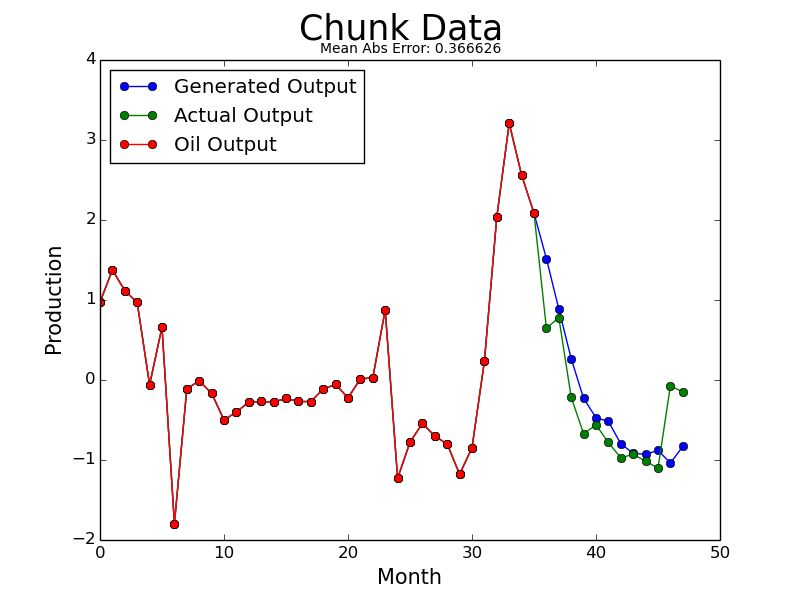 Chunk Data
Mean Abs Error: 0.366626
Generated Output
Actual Output
Oil Output
4
3
2
1
0
−1
−2
Production
0 10 20 30 40 50
Month